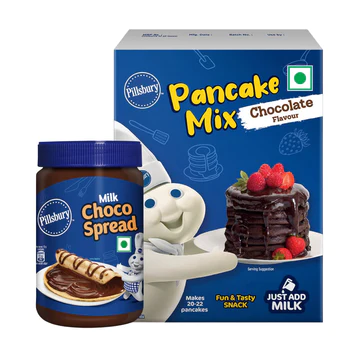 Pillsbury
Pancake
Mix
Chocolate
Flavour
Serving Suggestion
Makes
20-22
pancakes
Fun & Tasty
SNACK
JUST ADD
MILK
Pillsbury
Milk
Choco
Spread